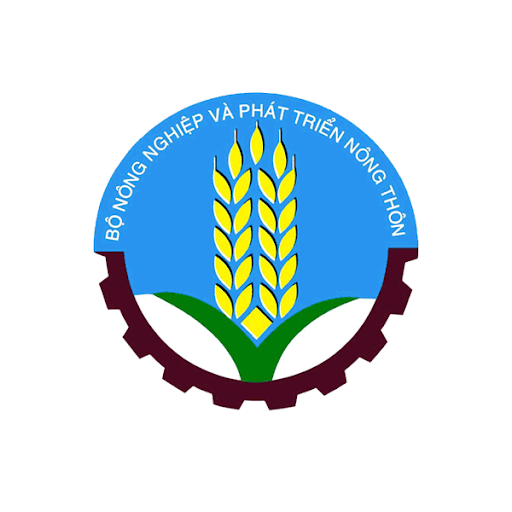 BỘ NÔNG NGHIỆP VÀ PHÁT TRIỂN NÔNG THÔN